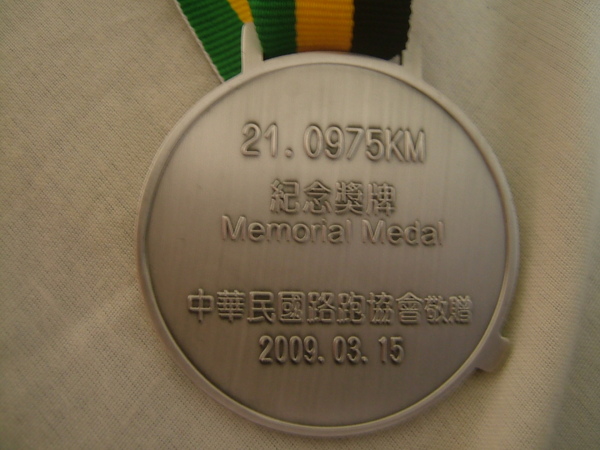 21.0975KM
紀念獎牌
Memorial Medal
中華民國路跑協會敬贈
2009.03.15